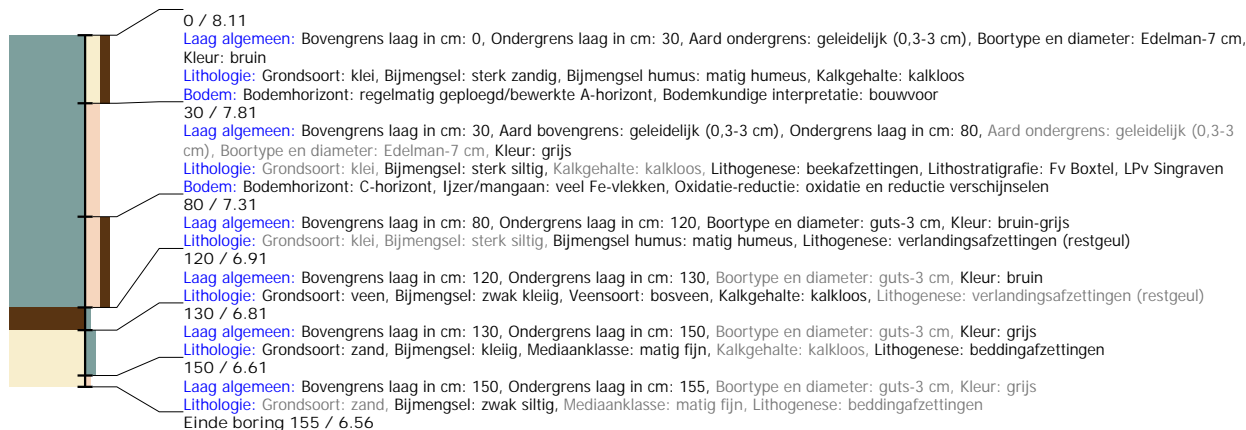 0 / 8.11
Laag algemeen: Bovengrens laag in cm: 0, Ondergrens laag in cm: 30, Aard ondergrens: geleidelijk (0,3-3 cm), Boortype en diameter: Edelman-7 cm,
Kleur: bruin
Lithologie: Grondsoort: klei, Bijmengsel: sterk zandig, Bijmengsel humus: matig humeus, Kalkgehalte: kalkloos
Bodem: Bodemhorizont: regelmatig geploegd/bewerkte A-horizont, Bodemkundige interpretatie: bouwvoor
30 / 7.81
Laag algemeen: Bovengrens laag in cm: 30, Aard bovengrens: geleidelijk (0,3-3 cm), Ondergrens laag in cm: 80, Aard ondergrens: geleidelijk (0,3-3
cm), Boortype en diameter: Edelman-7 cm, Kleur: grijs
Lithologie: Grondsoort: klei, Bijmengsel: sterk siltig, Kalkgehalte: kalkloos, Lithogenese: beekafzettingen, Lithostratigrafie: Fv Boxtel, LPv Singraven
Bodem: Bodemhorizont: C-horizont, Ijzer/mangaan: veel Fe-vlekken, Oxidatie-reductie: oxidatie en reductie verschijnselen
80 / 7.31
Laag algemeen: Bovengrens laag in cm: 80, Ondergrens laag in cm: 120, Boortype en diameter: guts-3 cm, Kleur: bruin-grijs
Lithologie: Grondsoort: klei, Bijmengsel: sterk siltig, Bijmengsel humus: matig humeus, Lithogenese: verlandingsafzettingen (restgeul)
120 / 6.91
Laag algemeen: Bovengrens laag in cm: 120, Ondergrens laag in cm: 130, Boortype en diameter: guts-3 cm, Kleur: bruin
Lithologie: Grondsoort: veen, Bijmengsel: zwak kleiig, Veensoort: bosveen, Kalkgehalte: kalkloos, Lithogenese: verlandingsafzettingen (restgeul)
130 / 6.81
Laag algemeen: Bovengrens laag in cm: 130, Ondergrens laag in cm: 150, Boortype en diameter: guts-3 cm, Kleur: grijs
Lithologie: Grondsoort: zand, Bijmengsel: kleiig, Mediaanklasse: matig fijn, Kalkgehalte: kalkloos, Lithogenese: beddingafzettingen
150 / 6.61
Laag algemeen: Bovengrens laag in cm: 150, Ondergrens laag in cm: 155, Boortype en diameter: guts-3 cm, Kleur: grijs
Lithologie: Grondsoort: zand, Bijmengsel: zwak siltig, Mediaanklasse: matig fijn, Lithogenese: beddingafzettingen
Einde boring 155 / 6.56